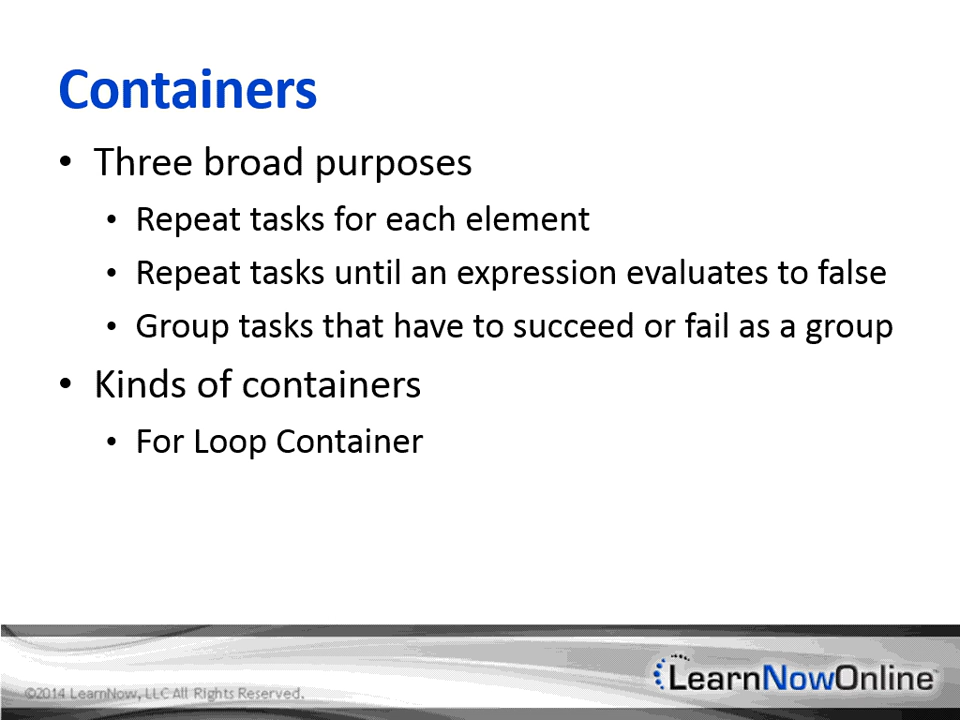 Containers
• Three broad purposes
• Repeat tasks for each element
• Repeat tasks until an expression evaluates to false
• Group tasks that have to succeed or fail as a group
• Kinds of containers
• For Loop Container
©2014 LearnNow, LLC All Rights Reserved.
LearnNowOnline